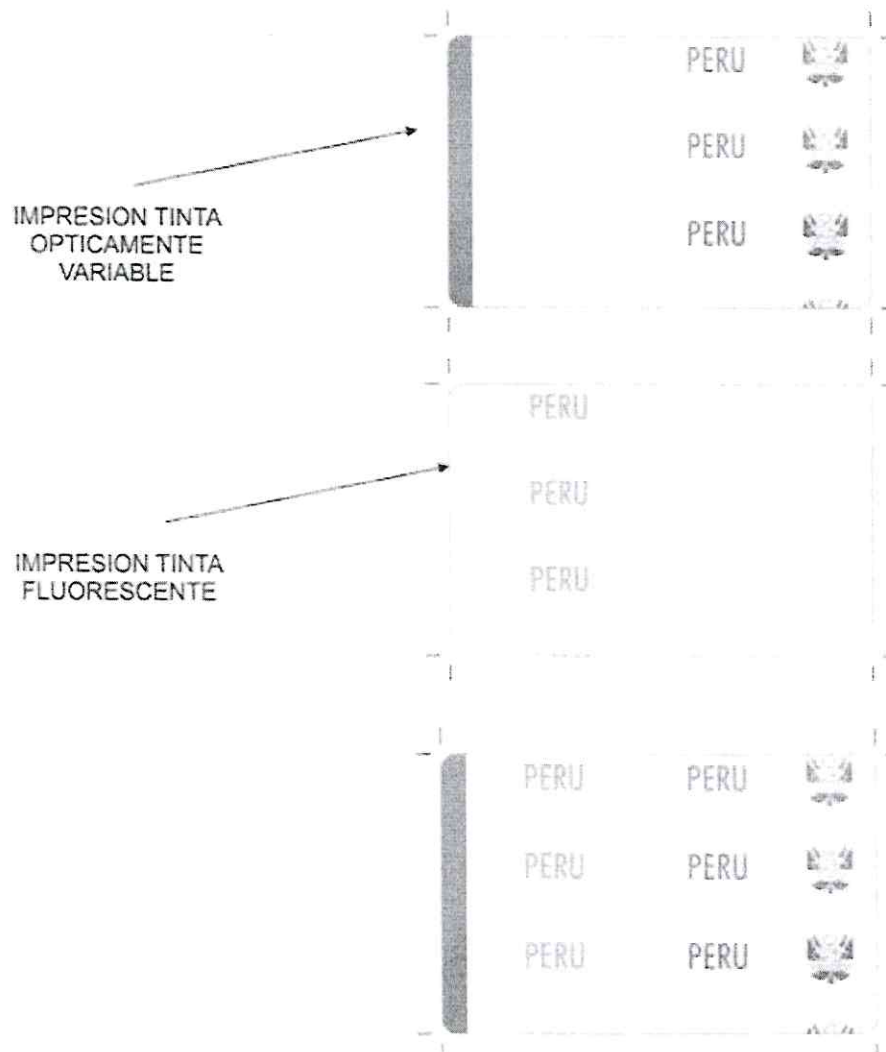 PERU
PERU
IMPRESION TINTA
OPTICAMENTE
VARIABLE
PERU
PERU
PERU
IMPRESION TINTA
FLUORESCENTE
PERU
PERU PERU
PERU PERU
PERU PERU